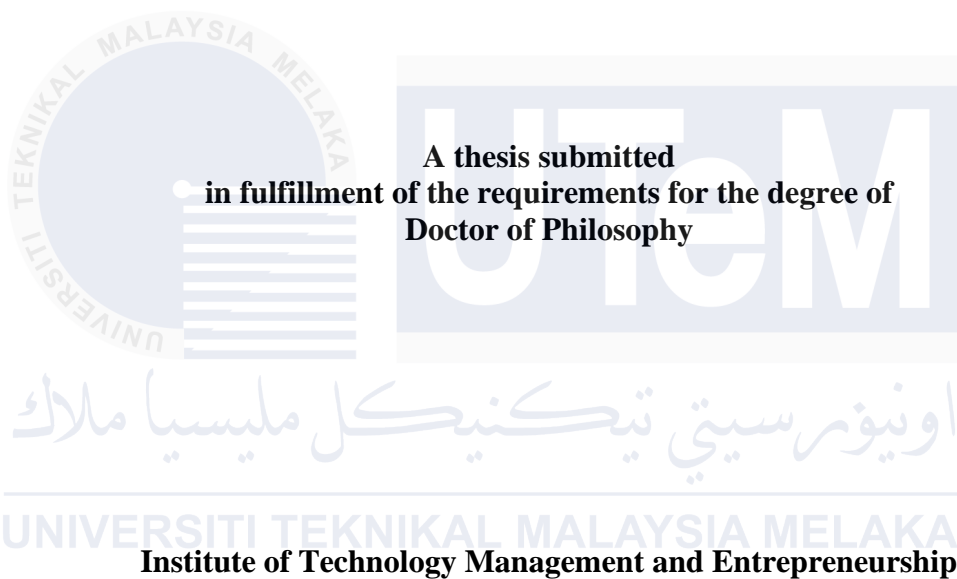 UNIVERSITI TEKNIKAL MALAYSIA MELAKA
UTeM
A thesis submitted
in fulfillment of the requirements for the degree of
Doctor of Philosophy
اونيۏرسيتي تيكنيكل مليسيا ملاك
UNIVERSITI TEKNIKAL MALAYSIA MELAKA
Institute of Technology Management and Entrepreneurship